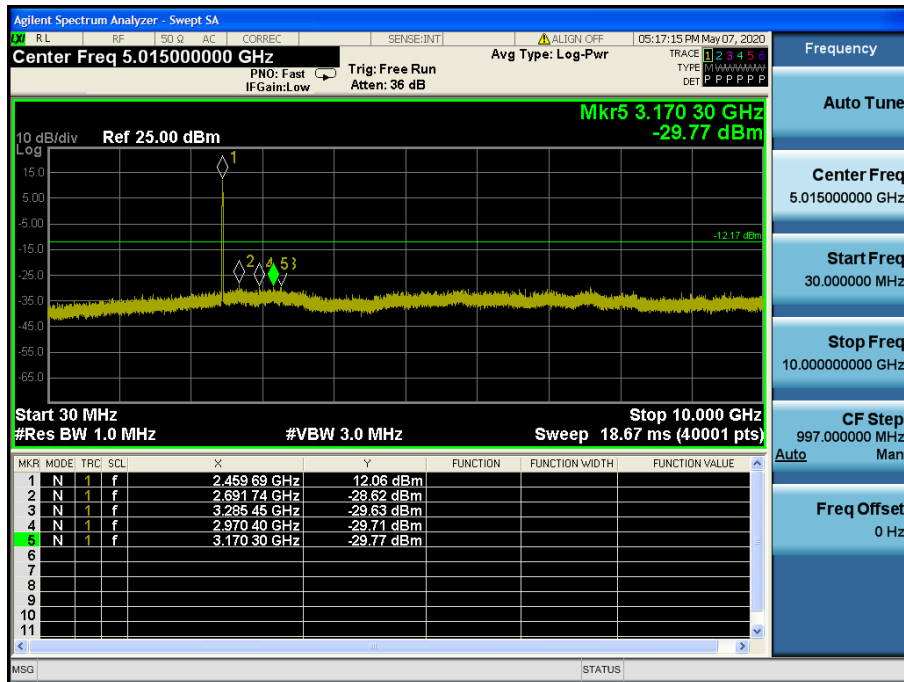 Agilent Spectrum Analyzer - Swept SA
LXI RL RF 50 Ω AC CORREC SENSE:INT ALIGN OFF 05:17:15 PM May 07, 2020
Center Freq 5.015000000 GHz
PNO: Fast
IFGain:Low
Trig: Free Run
Atten: 36 dB
Avg Type: Log-Pwr
TRACE 1 2 3 4 5 6
TYPE MWWWWW
DET P P P P P P
Mkr5 3.170 30 GHz
-29.77 dBm
10 dB/div Ref 25.00 dBm
Log
15.0
5.00
-5.00
-15.0
-25.0
-35.0
-45.0
-55.0
-65.0
1
2 4 5 3
-12.17 dBm
Start 30 MHz Stop 10.000 GHz
#Res BW 1.0 MHz #VBW 3.0 MHz Sweep 18.67 ms (40001 pts)
MKR MODE TRC SCL X Y FUNCTION FUNCTION WIDTH FUNCTION VALUE
1 N 1 f 2.459 69 GHz 12.06 dBm
2 N 1 f 2.691 74 GHz -28.62 dBm
3 N 1 f 3.285 45 GHz -29.63 dBm
4 N 1 f 2.970 40 GHz -29.71 dBm
5 N 1 f 3.170 30 GHz -29.77 dBm
6
7
8
9
10
11
MSG STATUS
Frequency
Auto Tune
Center Freq
5.015000000 GHz
Start Freq
30.000000 MHz
Stop Freq
10.000000000 GHz
CF Step
997.000000 MHz
Auto Man
Freq Offset
0 Hz